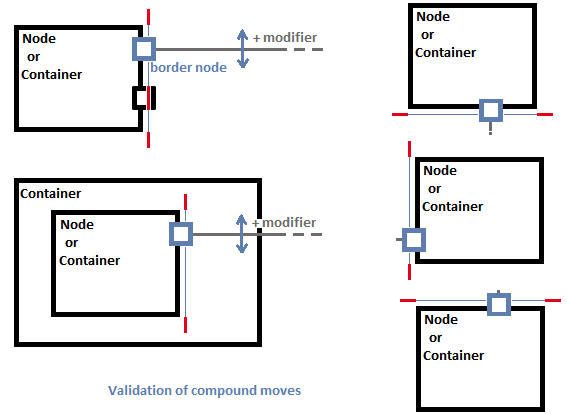 Node
or
Container
+ modifier
border node
Container
Node
or
Container
+ modifier
Node
or
Container
Node
or
Container
Node
or
Container
Validation of compound moves